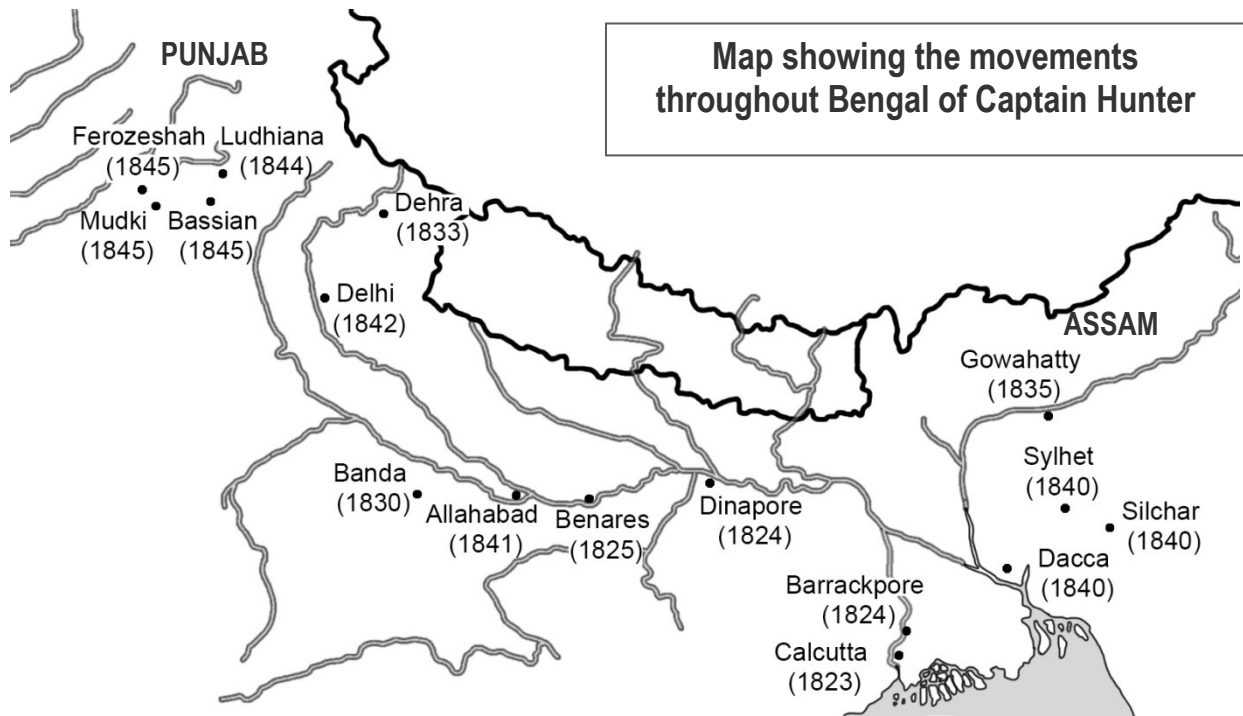 Map showing the movements
throughout Bengal of Captain Hunter
PUNJAB
Ferozeshah
(1845)
Ludhiana
(1844)
Mudki
(1845)
Bassian
(1845)
Dehra
(1833)
Delhi
(1842)
ASSAM
Gowahatty
(1835)
Banda
(1830)
Allahabad
(1841)
Benares
(1825)
Dinapore
(1824)
Sylhet
(1840)
Silchar
(1840)
Dacca
(1840)
Barrackpore
(1824)
Calcutta
(1823)